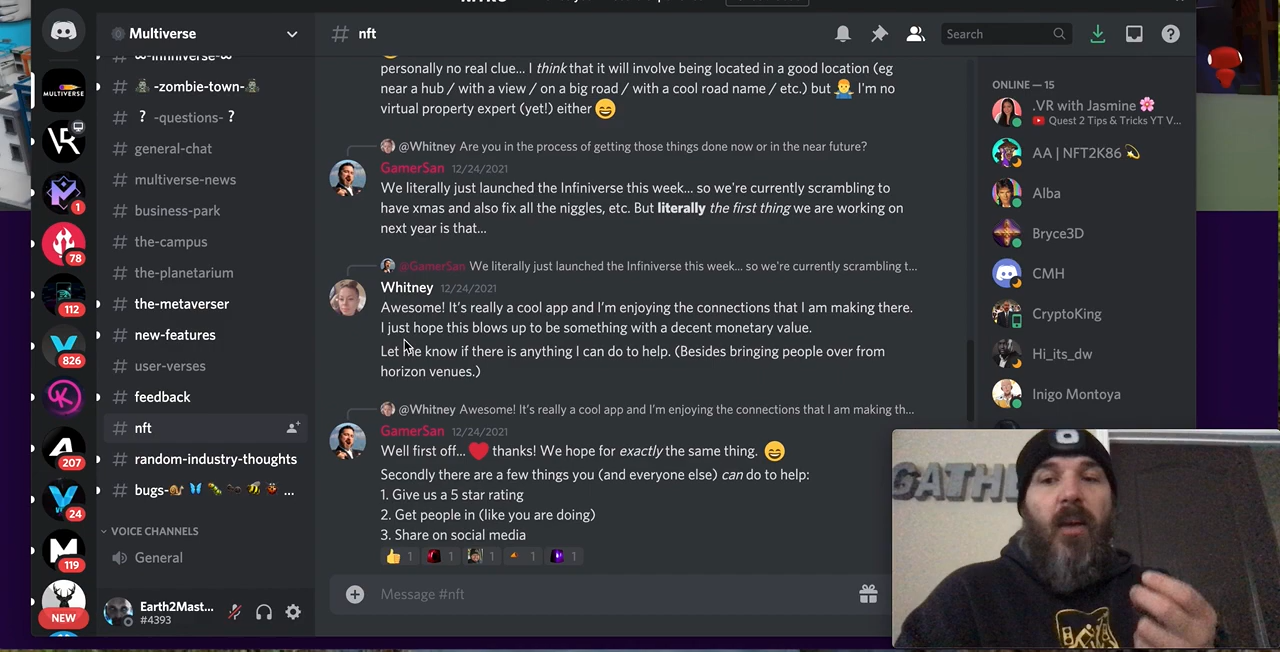 Multiverse
# nft
Search
-zombie-town-
? -questions- ?
# general-chat
# multiverse-news
# business-park
# the-campus
# the-planetarium
# the-metaverser
# new-features
# user-verses
# feedback
# nft
# random-industry-thoughts
# bugs- ...
VOICE CHANNELS
General
Earth2Mast...
#4393
MULTIVERSE
VR
1
78
112
826
207
24
119
NEW
personally no real clue... I think that it will involve being located in a good location (eg
near a hub / with a view / on a big road / with a cool road name / etc.) but 🤷‍♂️ I'm no
virtual property expert (yet!) either 😄
@Whitney Are you in the process of getting those things done now or in the near future?
GamerSan 12/24/2021
We literally just launched the Infiniverse this week... so we're currently scrambling to
have xmas and also fix all the niggles, etc. But literally the first thing we are working on
next year is that...
@GamerSan We literally just launched the Infiniverse this week... so we're currently scrambling t...
Whitney 12/24/2021
Awesome! It's really a cool app and I'm enjoying the connections that I am making there.
I just hope this blows up to be something with a decent monetary value.
Let me know if there is anything I can do to help. (Besides bringing people over from
horizon venues.)
@Whitney Awesome! It's really a cool app and I'm enjoying the connections that I am making th...
GamerSan 12/24/2021
Well first off... ❤️ thanks! We hope for exactly the same thing. 😄
Secondly there are a few things you (and everyone else) can do to help:
1. Give us a 5 star rating
2. Get people in (like you are doing)
3. Share on social media
👍 1 1 1 1 1
Message #nft
ONLINE — 15
.VR with Jasmine 🌸
Quest 2 Tips & Tricks YT V...
AA | NFT2K86 💫
Alba
Bryce3D
CMH
CryptoKing
Hi_its_dw
Inigo Montoya